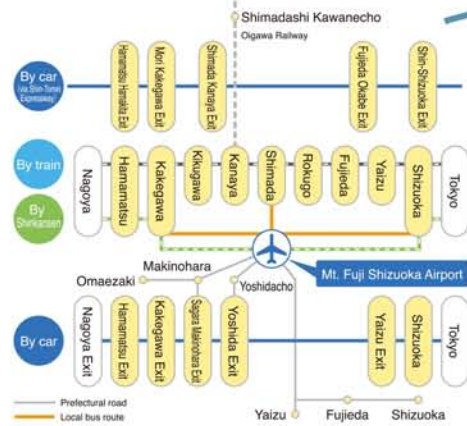 Shimadashi Kawanecho
Oigawa Railway
By car
(via Shin-Tomei
Expressway)
Hamamatsu Hamakita Exit
Mori Kakegawa Exit
Shimada Kanaya Exit
Fujieda Okabe Exit
Shin-Shizuoka Exit
By train
By
Shinkansen
Nagoya
Hamamatsu
Kakegawa
Kikugawa
Kanaya
Shimada
Rokugo
Fujieda
Yaizu
Shizuoka
Tokyo
Mt. Fuji Shizuoka Airport
Makinohara
Omaezaki
Yoshidacho
By car
Nagoya Exit
Hamamatsu Exit
Kakegawa Exit
Sagara Makinohara Exit
Yoshida Exit
Yaizu Exit
Shizuoka
Tokyo
Prefectural road
Local bus route
Yaizu
Fujieda
Shizuoka